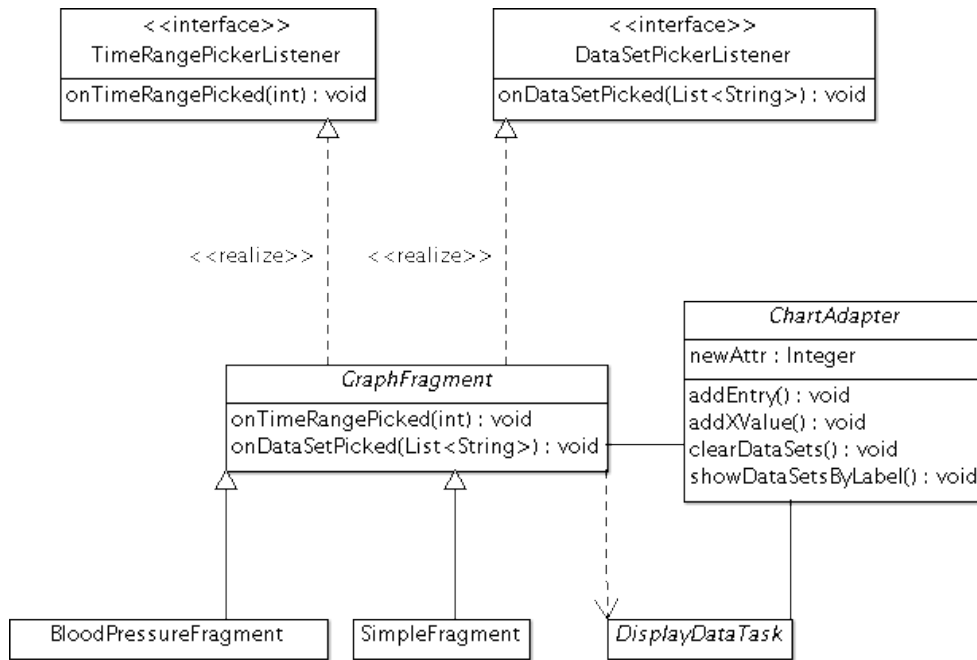 <<interface>>
TimeRangePickerListener
onTimeRangePicked(int) : void
<<interface>>
DataSetPickerListener
onDataSetPicked(List<String>) : void
<<realize>>
<<realize>>
ChartAdapter
newAttr : Integer
addEntry() : void
addXValue() : void
clearDataSets() : void
showDataSetsByLabel() : void
GraphFragment
onTimeRangePicked(int) : void
onDataSetPicked(List<String>) : void
BloodPressureFragment
SimpleFragment
DisplayDataTask